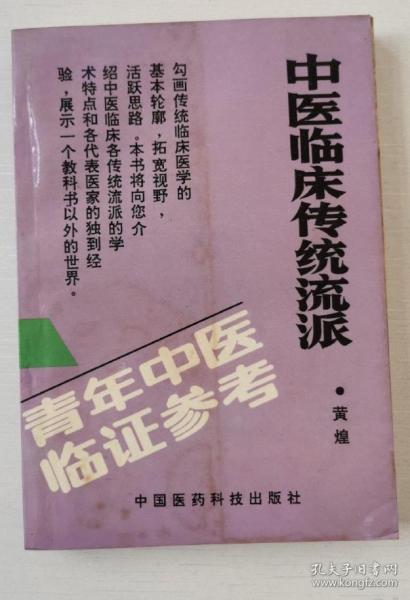 中医临床传统流派
·黄煌
勾画传统临床医学的
基本轮廓，拓宽视野，
活跃思路。本书将向您介
绍中医临床各传统流派的学
术特点和各代表医家的独到经
验，展示一个教科书以外的世界。
青年中医
临证参考
中国医药科技出版社
孔夫子旧书网
kongfz.com